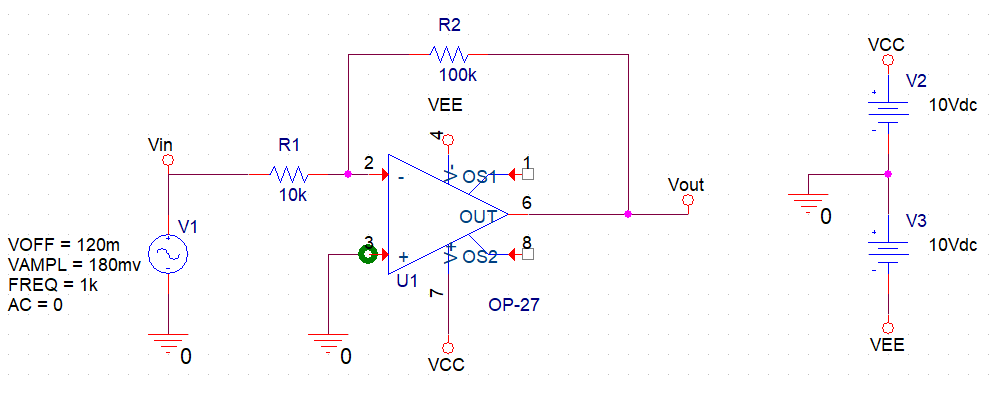 R2
100k
VEE
4
Vin
R1
10k
2
-
V-
OS1
1
V1
VOFF = 120m
VAMPL = 180mv
FREQ = 1k
AC = 0
0
3
+
U1
0
OUT
6
Vout
V+
OS2
8
7
OP-27
VCC
VCC
V2
10Vdc
+
-
0
V3
10Vdc
+
-
VEE